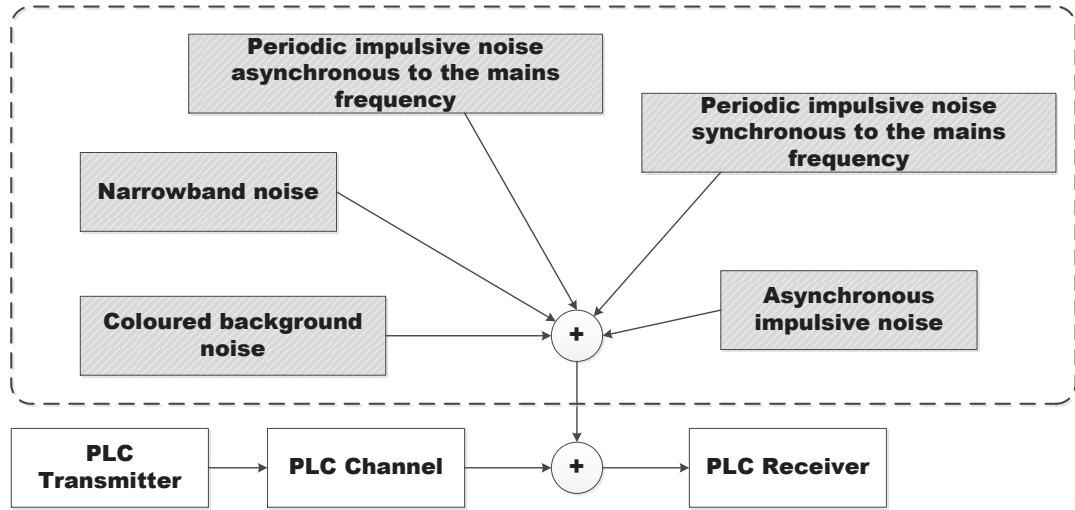 Periodic impulsive noise
asynchronous to the mains
frequency
Periodic impulsive noise
synchronous to the mains
frequency
Narrowband noise
Coloured background
noise
Asynchronous
impulsive noise
+
PLC
Transmitter
PLC Channel
+
PLC Receiver